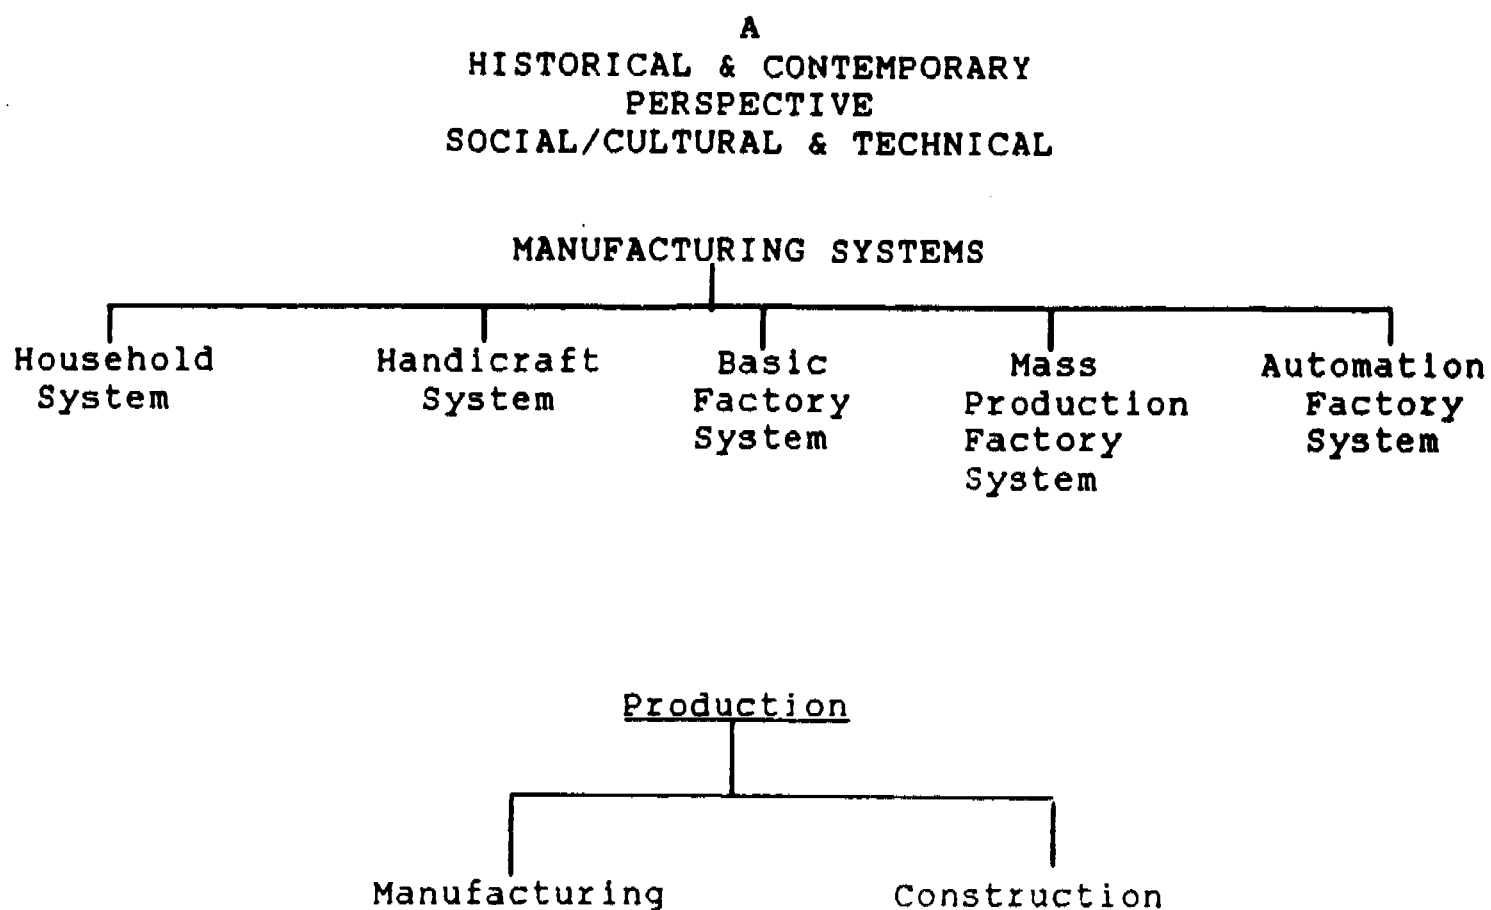 A
HISTORICAL & CONTEMPORARY
PERSPECTIVE
SOCIAL/CULTURAL & TECHNICAL
MANUFACTURING SYSTEMS
Household
System
Handicraft
System
Basic
Factory
System
Mass
Production
Factory
System
Automation
Factory
System
Production
Manufacturing
Construction